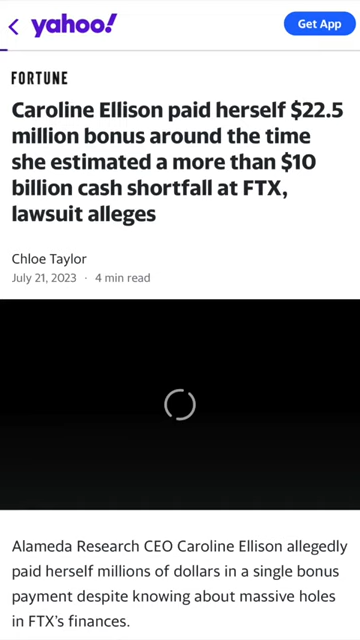 yahoo!
Get App
FORTUNE
Caroline Ellison paid herself $22.5
million bonus around the time
she estimated a more than $10
billion cash shortfall at FTX,
lawsuit alleges
Chloe Taylor
July 21, 2023 · 4 min read
Alameda Research CEO Caroline Ellison allegedly
paid herself millions of dollars in a single bonus
payment despite knowing about massive holes
in FTX's finances.